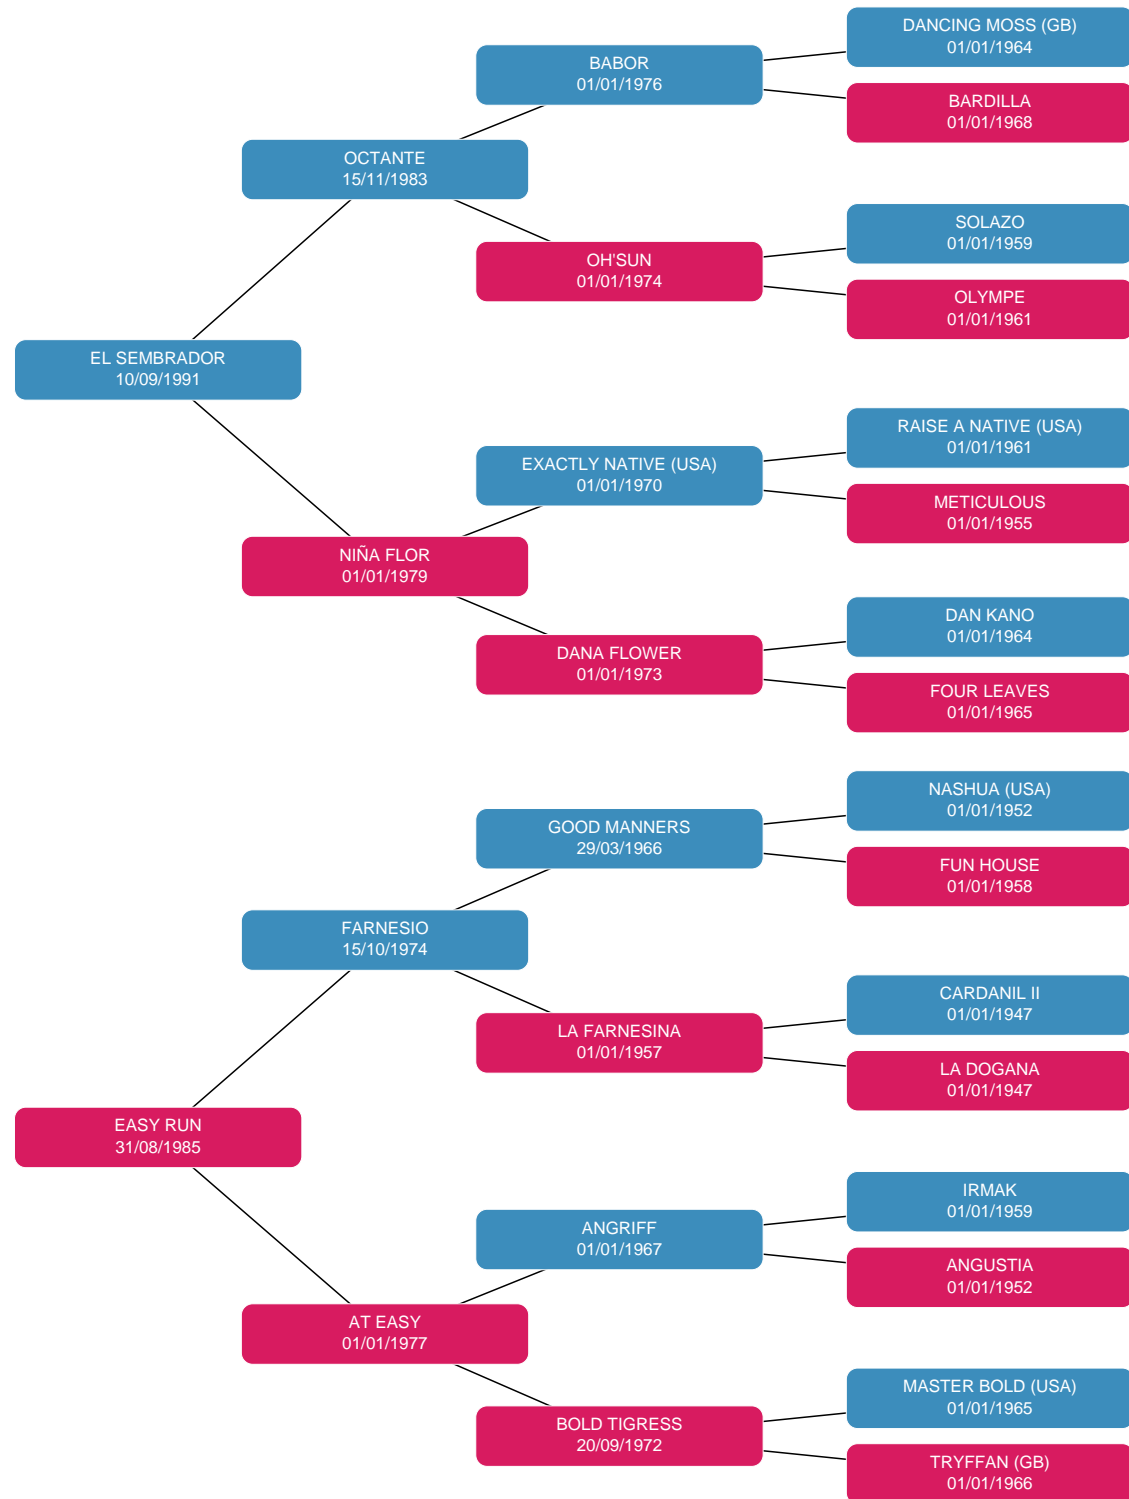 DANCING MOSS (GB)
01/01/1964
BABOR
01/01/1976
BARDILLA
01/01/1968
OCTANTE
15/11/1983
SOLAZO
01/01/1959
OH'SUN
01/01/1974
OLYMPE
01/01/1961
EL SEMBRADOR
10/09/1991
RAISE A NATIVE (USA)
01/01/1961
EXACTLY NATIVE (USA)
01/01/1970
METICULOUS
01/01/1955
NIÑA FLOR
01/01/1979
DAN KANO
01/01/1964
DANA FLOWER
01/01/1973
FOUR LEAVES
01/01/1965
NASHUA (USA)
01/01/1952
GOOD MANNERS
29/03/1966
FUN HOUSE
01/01/1958
FARNESIO
15/10/1974
CARDANIL II
01/01/1947
LA FARNESINA
01/01/1957
LA DOGANA
01/01/1947
EASY RUN
31/08/1985
IRMAK
01/01/1959
ANGRIFF
01/01/1967
ANGUSTIA
01/01/1952
AT EASY
01/01/1977
MASTER BOLD (USA)
01/01/1965
BOLD TIGRESS
20/09/1972
TRYFFAN (GB)
01/01/1966